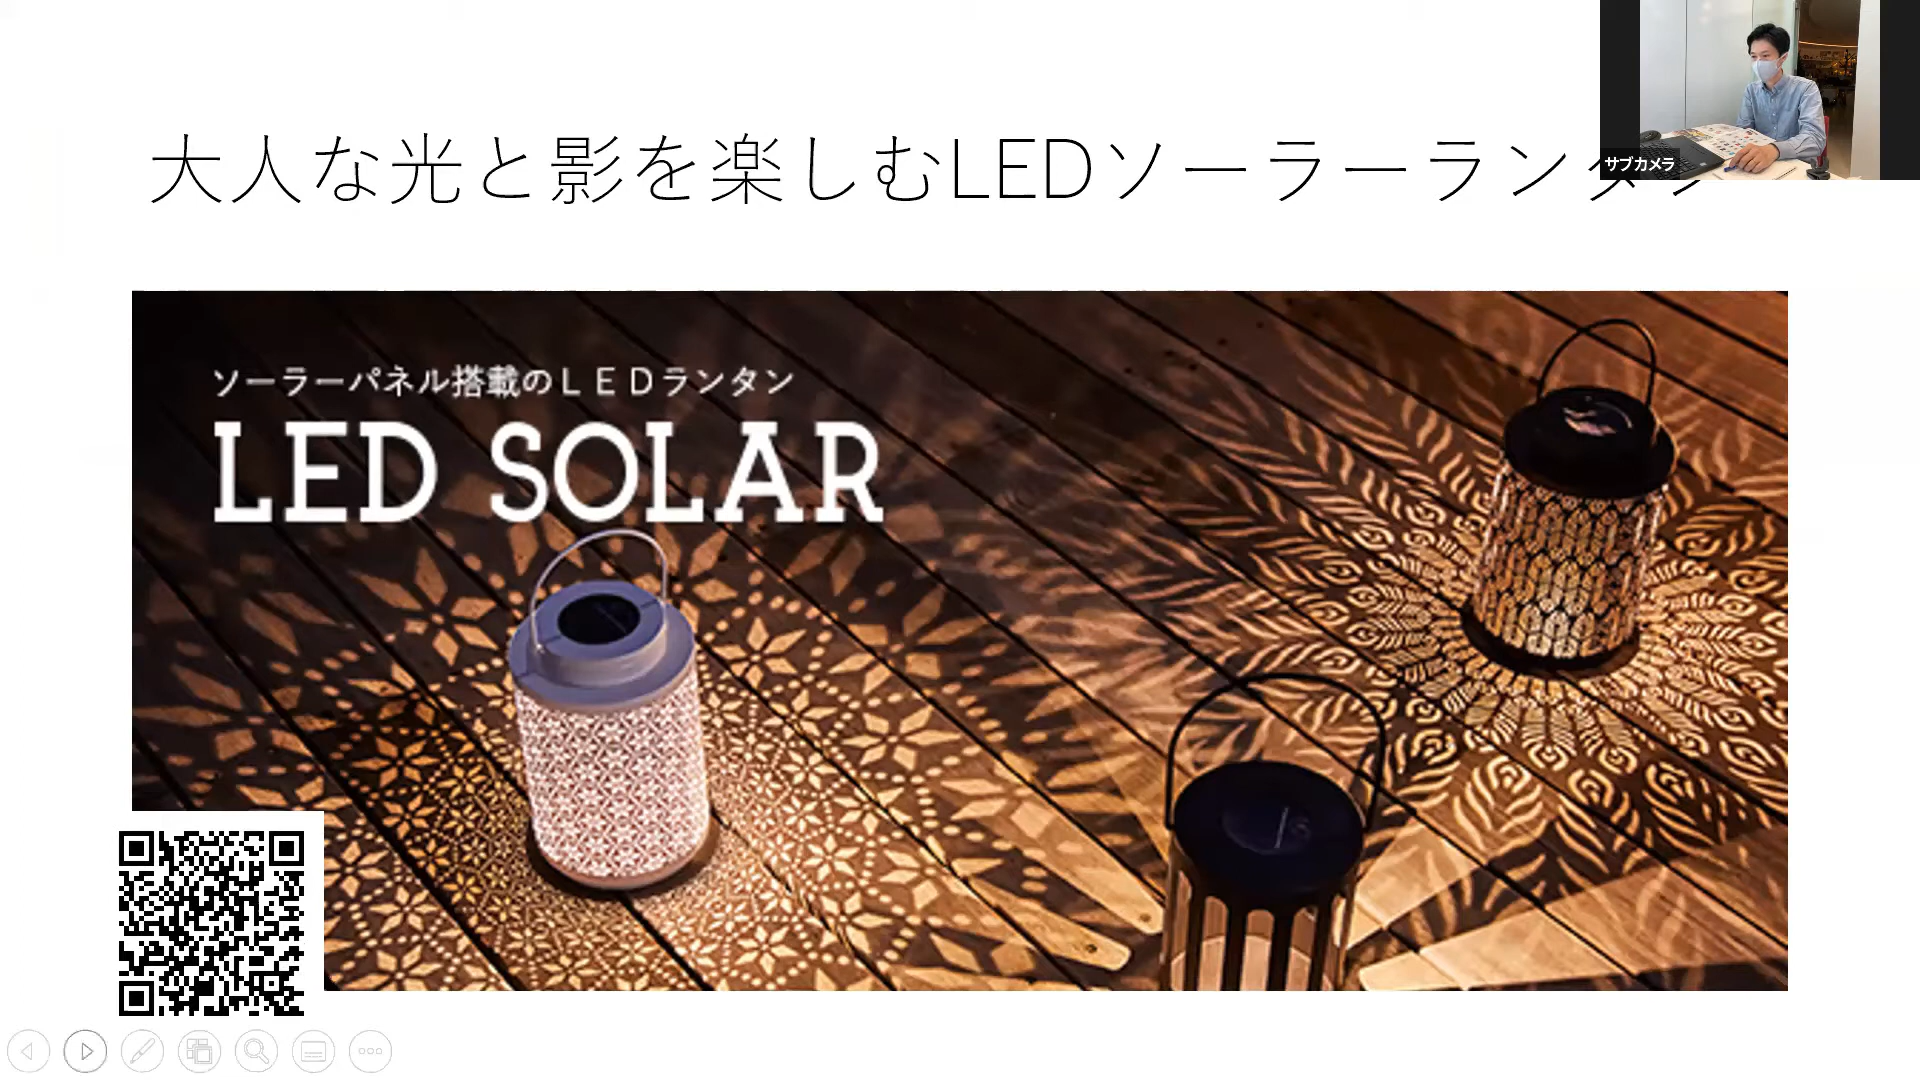 大人な光と影を楽しむLEDソーラーランタン
サブカメラ
ソーラーパネル搭載のLEDランタン
LED SOLAR